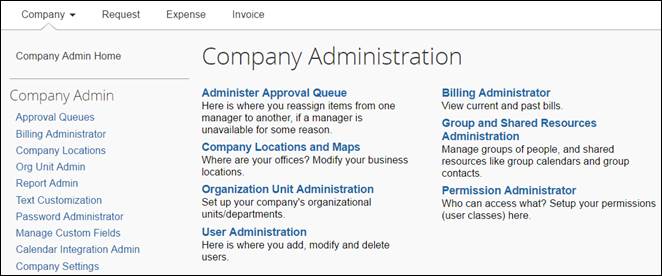 Company Request Expense Invoice
Company Admin Home
Company Admin
Approval Queues
Billing Administrator
Company Locations
Org Unit Admin
Report Admin
Text Customization
Password Administrator
Manage Custom Fields
Calendar Integration Admin
Company Settings
Company Administration
Administer Approval Queue
Here is where you reassign items from one
manager to another, if a manager is
unavailable for some reason.
Company Locations and Maps
Where are your offices? Modify your business
locations.
Organization Unit Administration
Set up your company's organizational
units/departments.
User Administration
Here is where you add, modify and delete
users.
Billing Administrator
View current and past bills.
Group and Shared Resources
Administration
Manage groups of people, and shared
resources like group calendars and group
contacts.
Permission Administrator
Who can access what? Setup your permissions
(user classes) here.